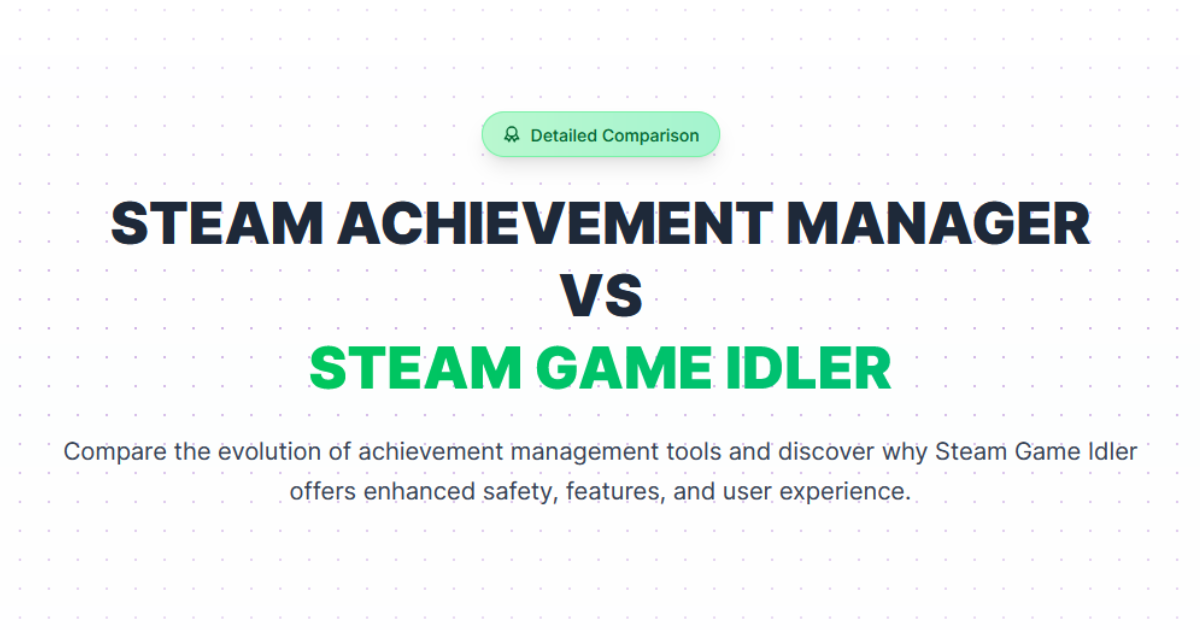 Detailed Comparison
STEAM ACHIEVEMENT MANAGER
VS
STEAM GAME IDLER
Compare the evolution of achievement management tools and discover why Steam Game Idler
offers enhanced safety, features, and user experience.